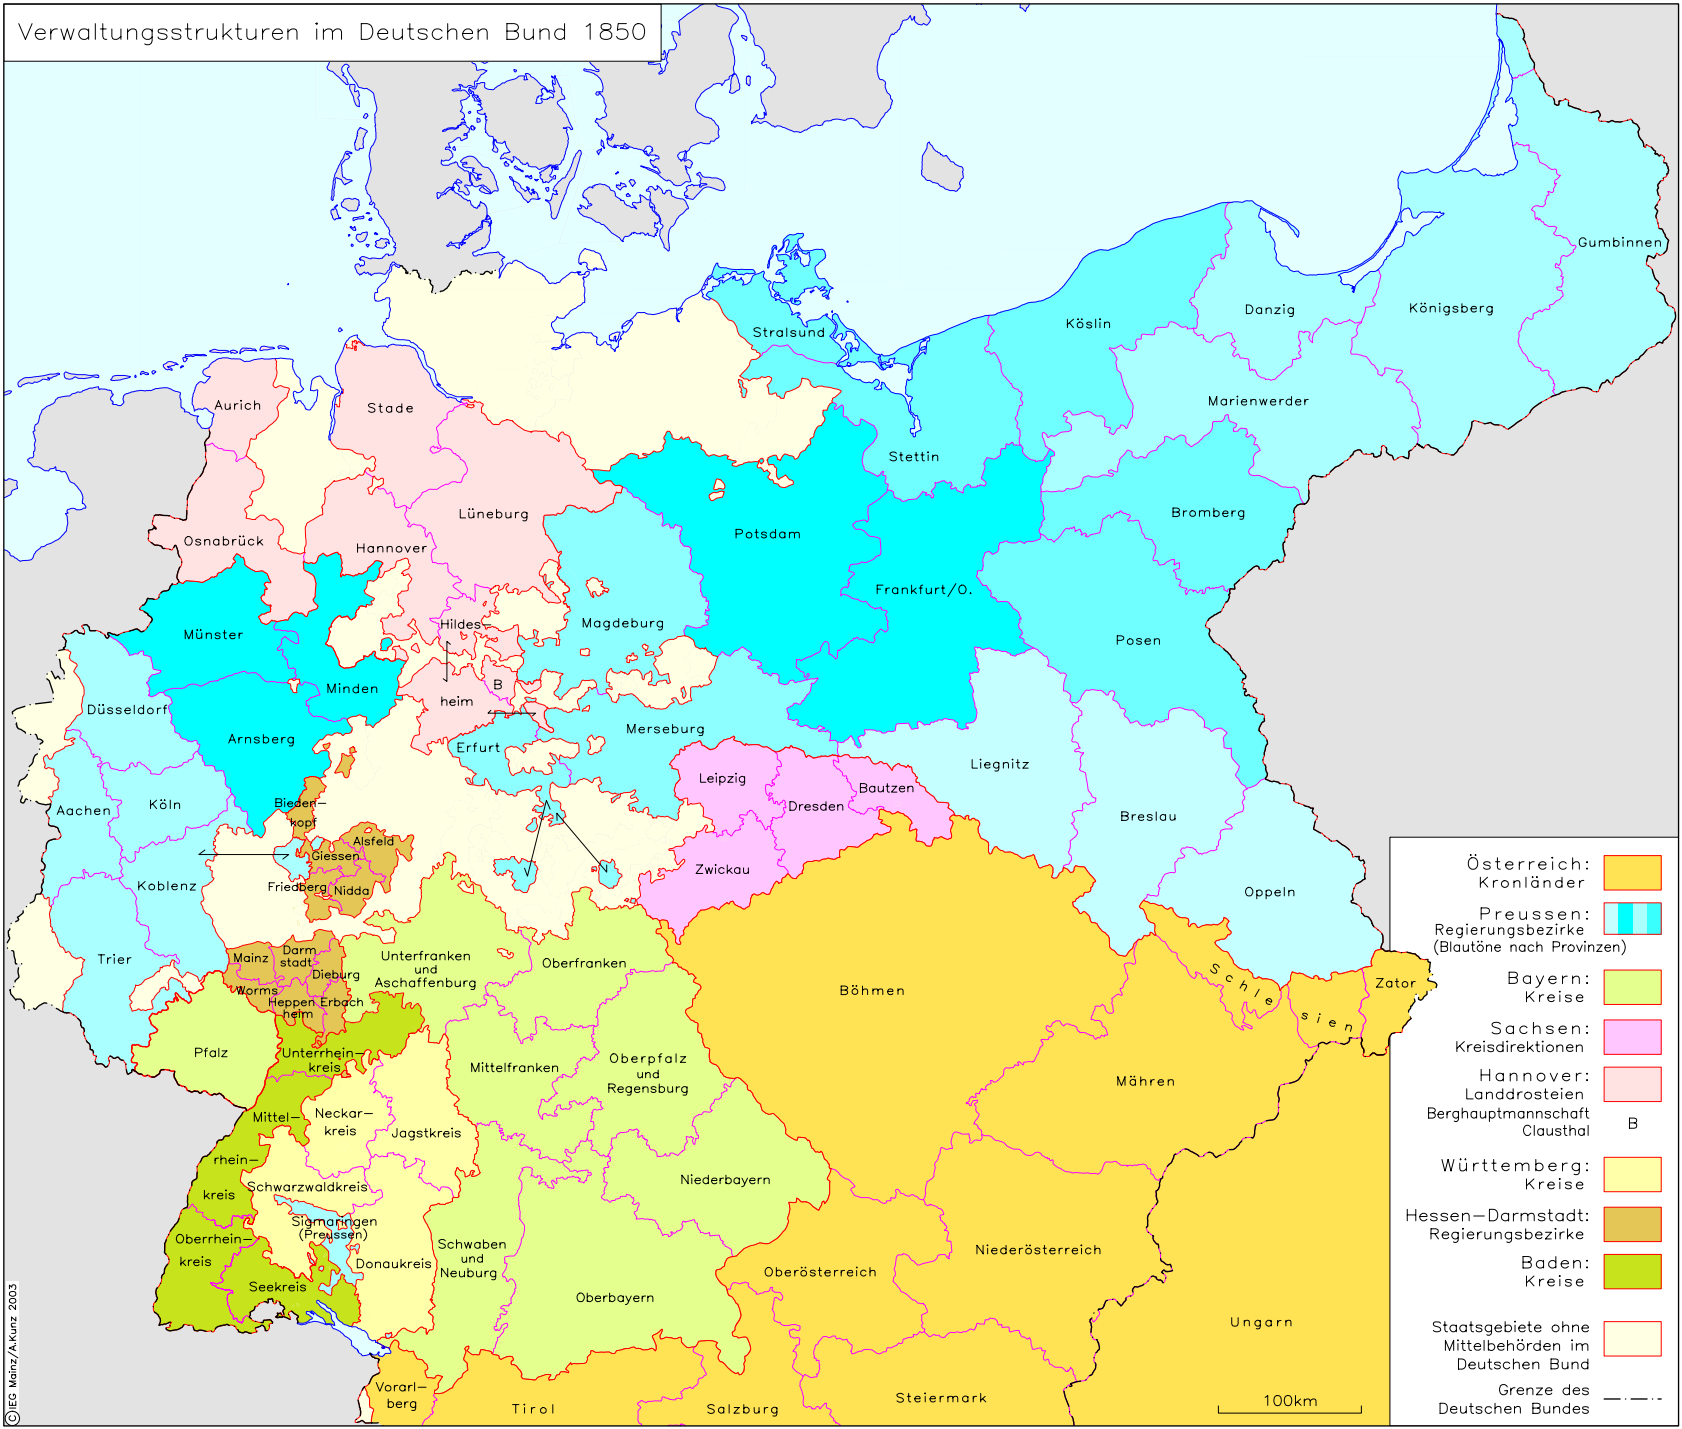 Verwaltungsstrukturen im Deutschen Bund 1850
Gumbinnen
Königsberg
Danzig
Köslin
Stralsund
Marienwerder
Aurich
Stade
Stettin
Bromberg
Lüneburg
Potsdam
Osnabrück
Hannover
Frankfurt/O.
Posen
Magdeburg
Hildes-
heim
B
Münster
Minden
Düsseldorf
Arnsberg
Erfurt
Merseburg
Leipzig
Dresden
Bautzen
Liegnitz
Breslau
Zwickau
Oppeln
Aachen
Köln
Bieden-
kopf
Alsfeld
Giessen
Friedberg
Nidda
Koblenz
Trier
Mainz
Darm
stadt
Dieburg
Worms
Heppen
heim
Erbach
Unterfranken
und
Aschaffenburg
Oberfranken
Böhmen
Schle
sien
Zator
Pfalz
Unterrhein-
kreis
Mittelfranken
Oberpfalz
und
Regensburg
Mähren
Mittel-
rhein-
kreis
Neckar-
kreis
Jagstkreis
Schwarzwaldkreis
Niederbayern
Sigmaringen
(Preussen)
Oberrhein-
kreis
Seekreis
Donaukreis
Schwaben
und
Neuburg
Oberbayern
Oberösterreich
Niederösterreich
Ungarn
Vorarl-
berg
Tirol
Salzburg
Steiermark
100km
Österreich:
Kronländer
Preussen:
Regierungsbezirke
(Blautöne nach Provinzen)
Bayern:
Kreise
Sachsen:
Kreisdirektionen
Hannover:
Landdrosteien
Berghauptmannschaft
Clausthal
B
Württemberg:
Kreise
Hessen-Darmstadt:
Regierungsbezirke
Baden:
Kreise
Staatsgebiete ohne
Mittelbehörden im
Deutschen Bund
Grenze des
Deutschen Bundes
©IEG Mainz/A.Kunz 2003